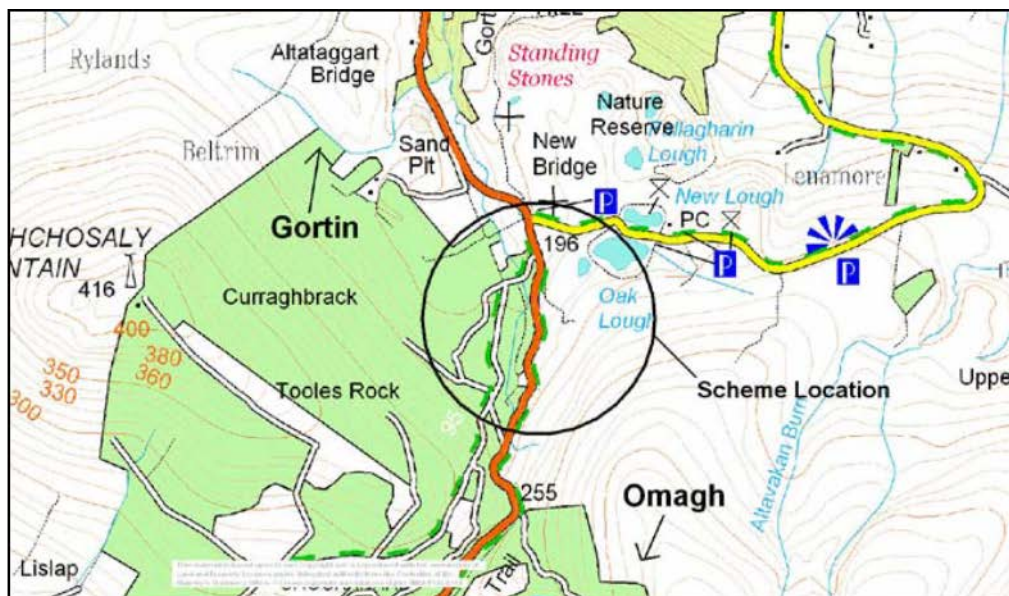 Rylands
Altataggart
Bridge
Gort
Standing
Stones
Nature
Reserve
Lough
Beltrim
Sand
Pit
New
Bridge
P
New Lough
Lenamore
Gortin
PC
196
P
P
HCHOSALY
NTAIN
416
Curraghbrack
Oak
Lough
400
380
360
350
330
300
Tooles Rock
Scheme Location
Uppe
Altavakan Burn
255
Omagh
Lislap
Trail